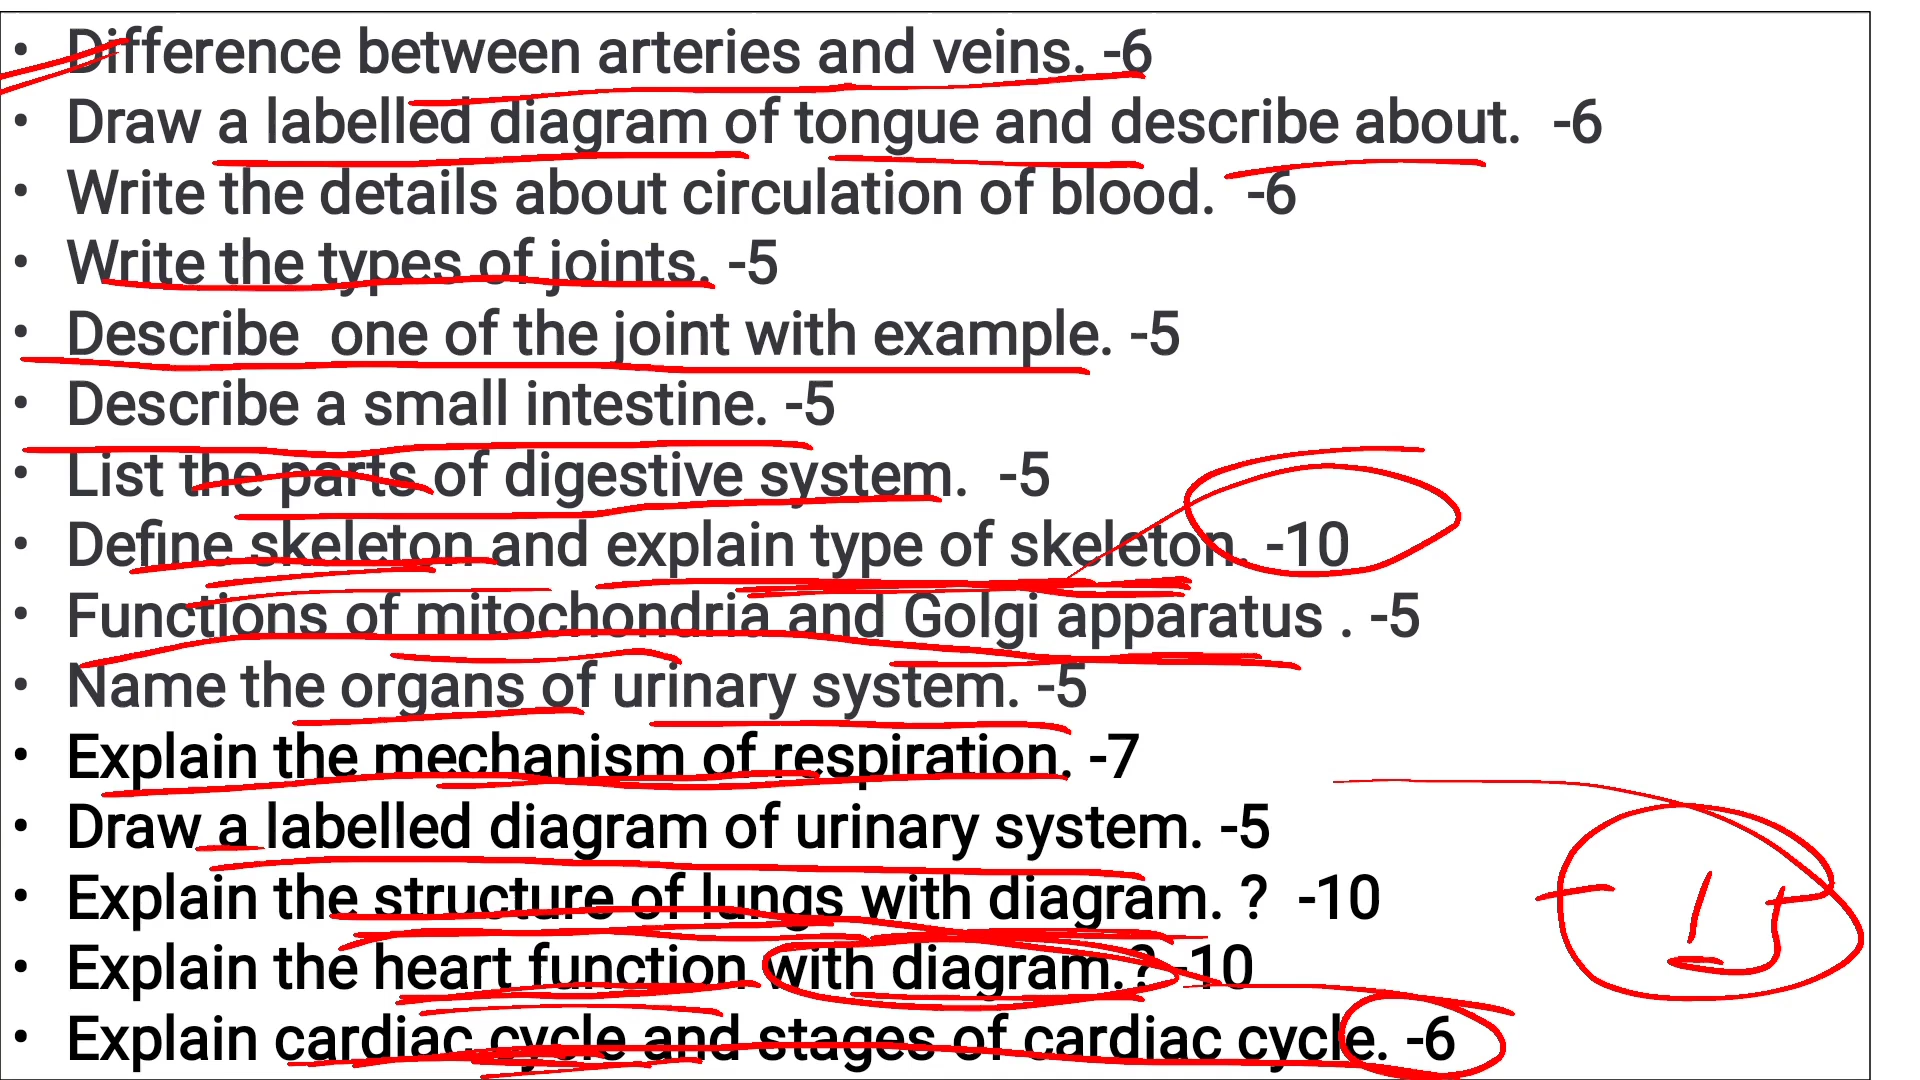 • Difference between arteries and veins. -6
• Draw a labelled diagram of tongue and describe about. -6
• Write the details about circulation of blood. -6
• Write the types of joints. -5
• Describe one of the joint with example. -5
• Describe a small intestine. -5
• List the parts of digestive system. -5
• Define skeleton and explain type of skeleton. -10
• Functions of mitochondria and Golgi apparatus . -5
• Name the organs of urinary system. -5
• Explain the mechanism of respiration. -7
• Draw a labelled diagram of urinary system. -5
• Explain the structure of lungs with diagram. ? -10
15
• Explain the heart function with diagram.? -10
• Explain cardiac cycle and stages of cardiac cycle. -6